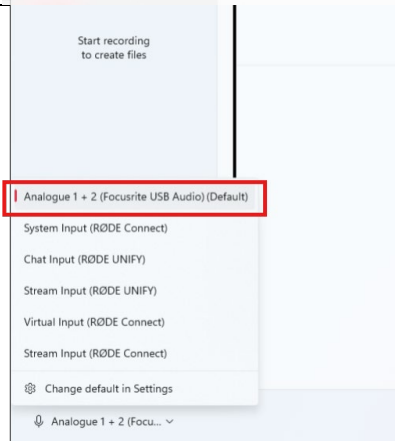 Start recording
to create files
Analogue 1 + 2 (Focusrite USB Audio) (Default)
System Input (RØDE Connect)
Chat Input (RØDE UNIFY)
Stream Input (RØDE UNIFY)
Virtual Input (RØDE Connect)
Stream Input (RØDE Connect)
Change default in Settings
Analogue 1 + 2 (Focu...